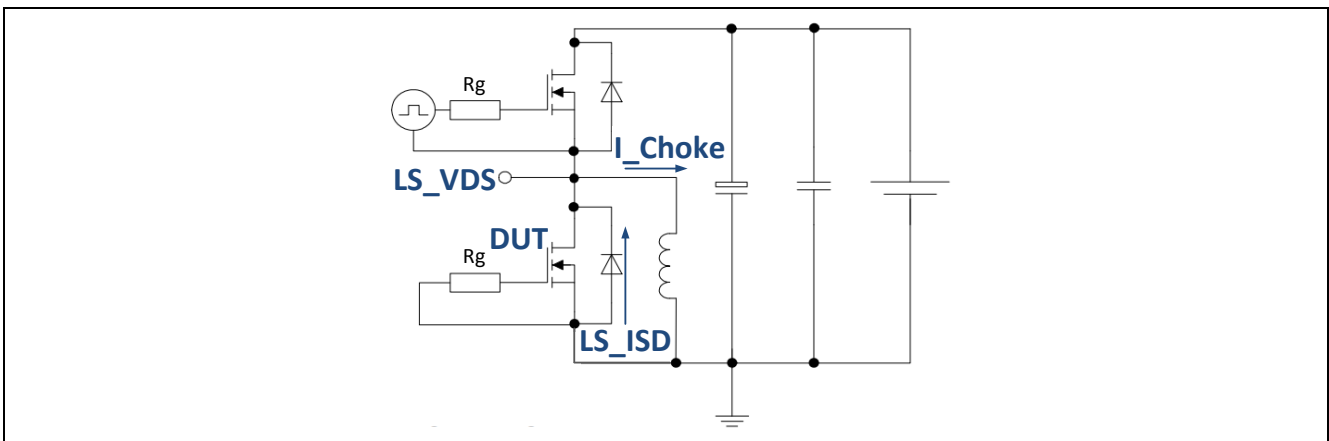 Rg
I_Choke
LS_VDS
DUT
Rg
LS_ISD